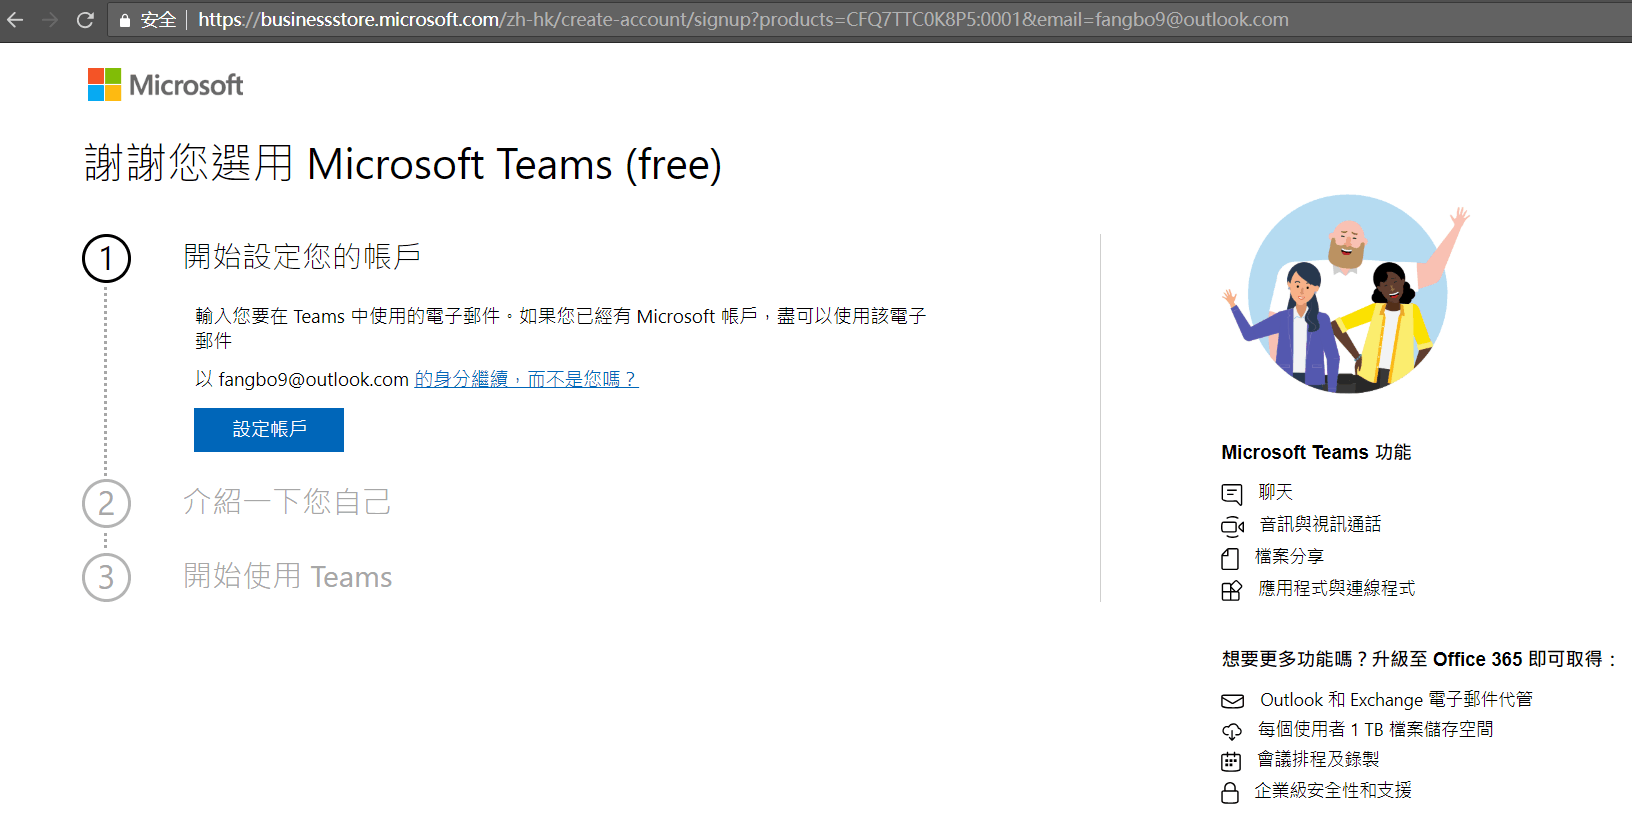 安全 https://businessstore.microsoft.com/zh-hk/create-account/signup?products=CFQ7TTC0K8P5:0001&email=fangbo9@outlook.com
Microsoft
謝謝您選用 Microsoft Teams (free)
1 開始設定您的帳戶
輸入您要在 Teams 中使用的電子郵件。如果您已經有 Microsoft 帳戶，盡可以使用該電子
郵件
以 fangbo9@outlook.com 的身分繼續，而不是您嗎？
設定帳戶
2 介紹一下您自己
3 開始使用 Teams
Microsoft Teams 功能
聊天
音訊與視訊通話
檔案分享
應用程式與連線程式
想要更多功能嗎？升級至 Office 365 即可取得：
Outlook 和 Exchange 電子郵件代管
每個使用者 1 TB 檔案儲存空間
會議排程及錄製
企業級安全性和支援